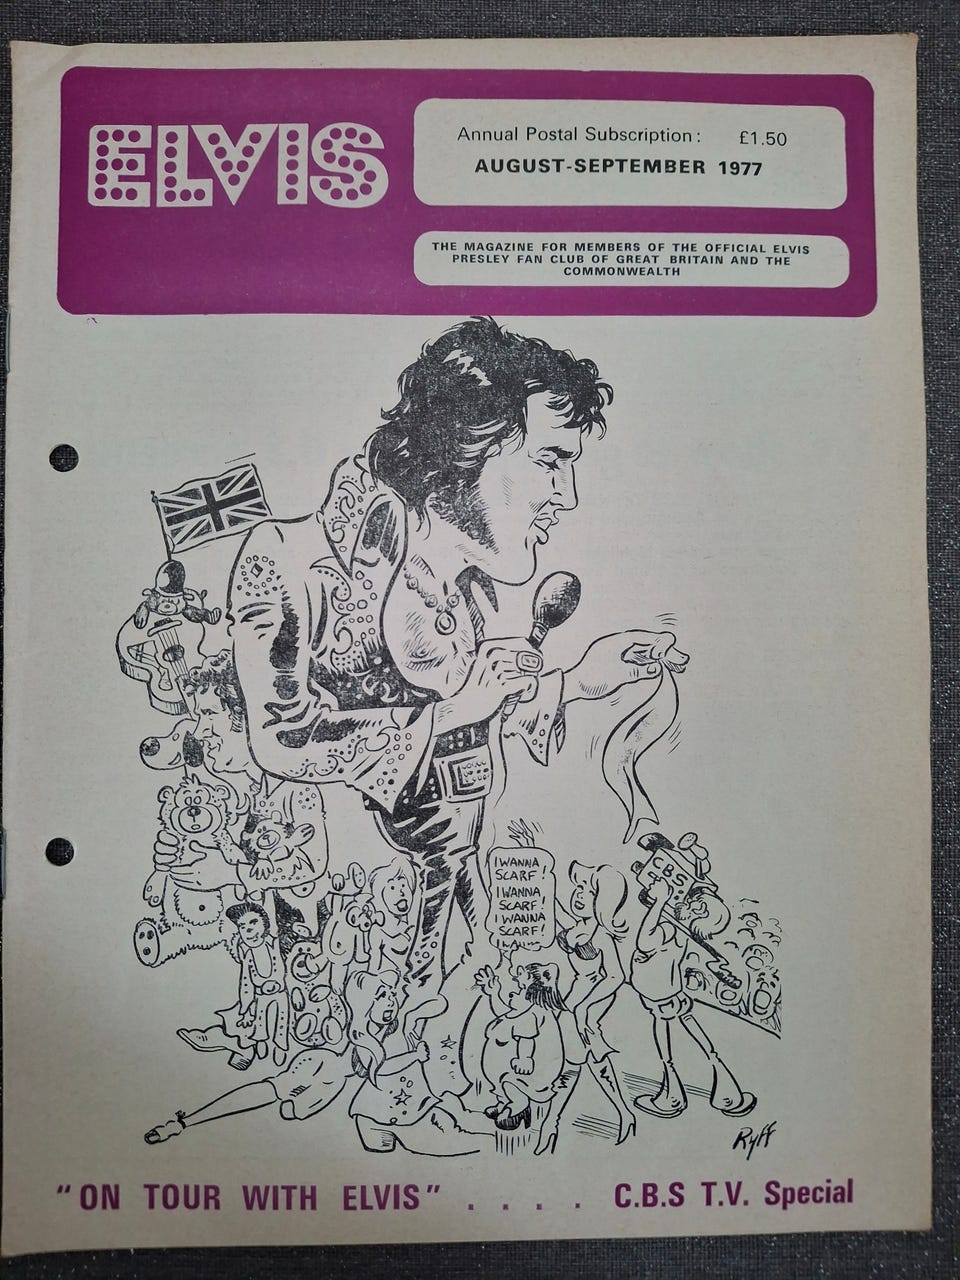 ELVIS
Annual Postal Subscription: £1.50
AUGUST-SEPTEMBER 1977
THE MAGAZINE FOR MEMBERS OF THE OFFICIAL ELVIS
PRESLEY FAN CLUB OF GREAT BRITAIN AND THE
COMMONWEALTH
I WANNA
SCARF!
I WANNA
SCARF!
I WANNA
SCARF!
CBS
Ryff
"ON TOUR WITH ELVIS" . . . . C.B.S T.V. Special